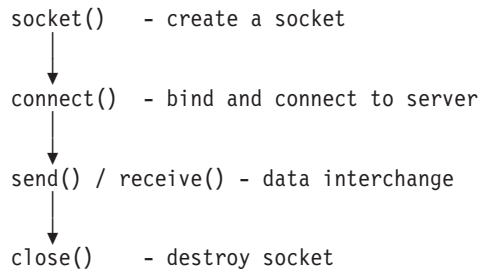 socket() - create a socket
connect() - bind and connect to server
send() / receive() - data interchange
close() - destroy socket